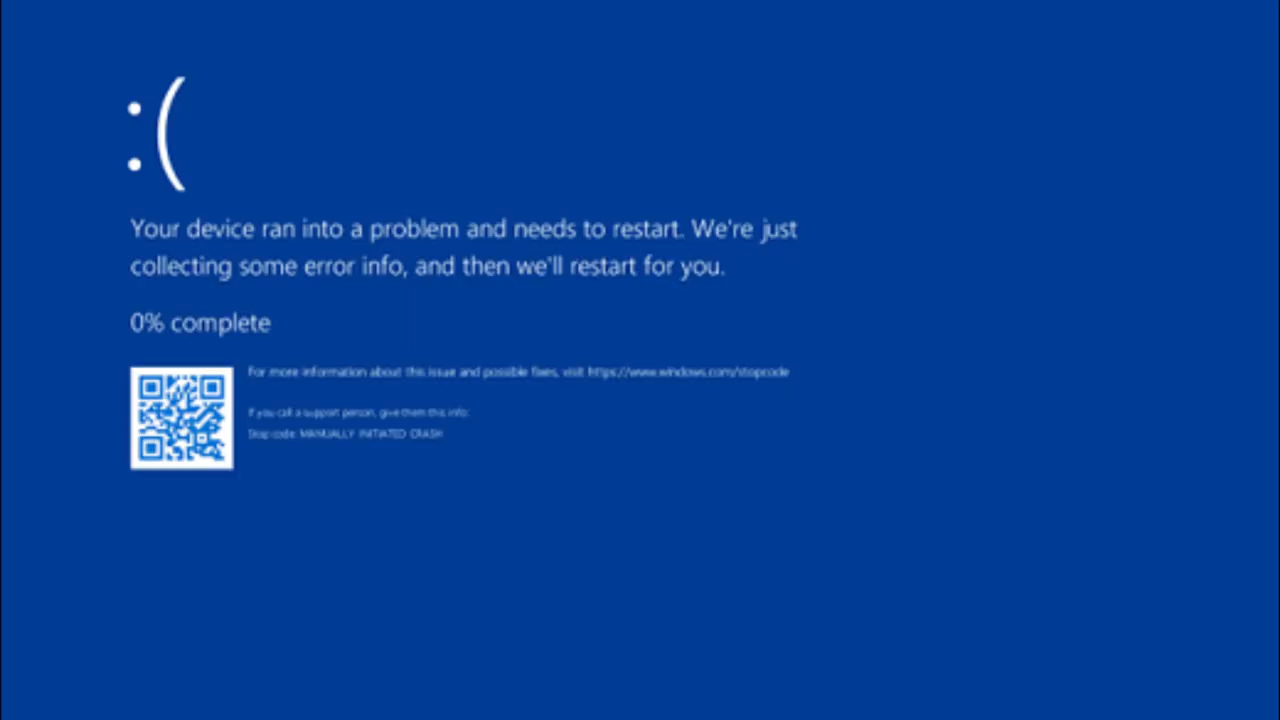 :(
Your device ran into a problem and needs to restart. We're just
collecting some error info, and then we'll restart for you.
0% complete
For more information about this issue and possible fixes, visit https://www.windows.com/stopcode
If you call a support person, give them this info:
Stop code: MANUALLY INITIATED CRASH